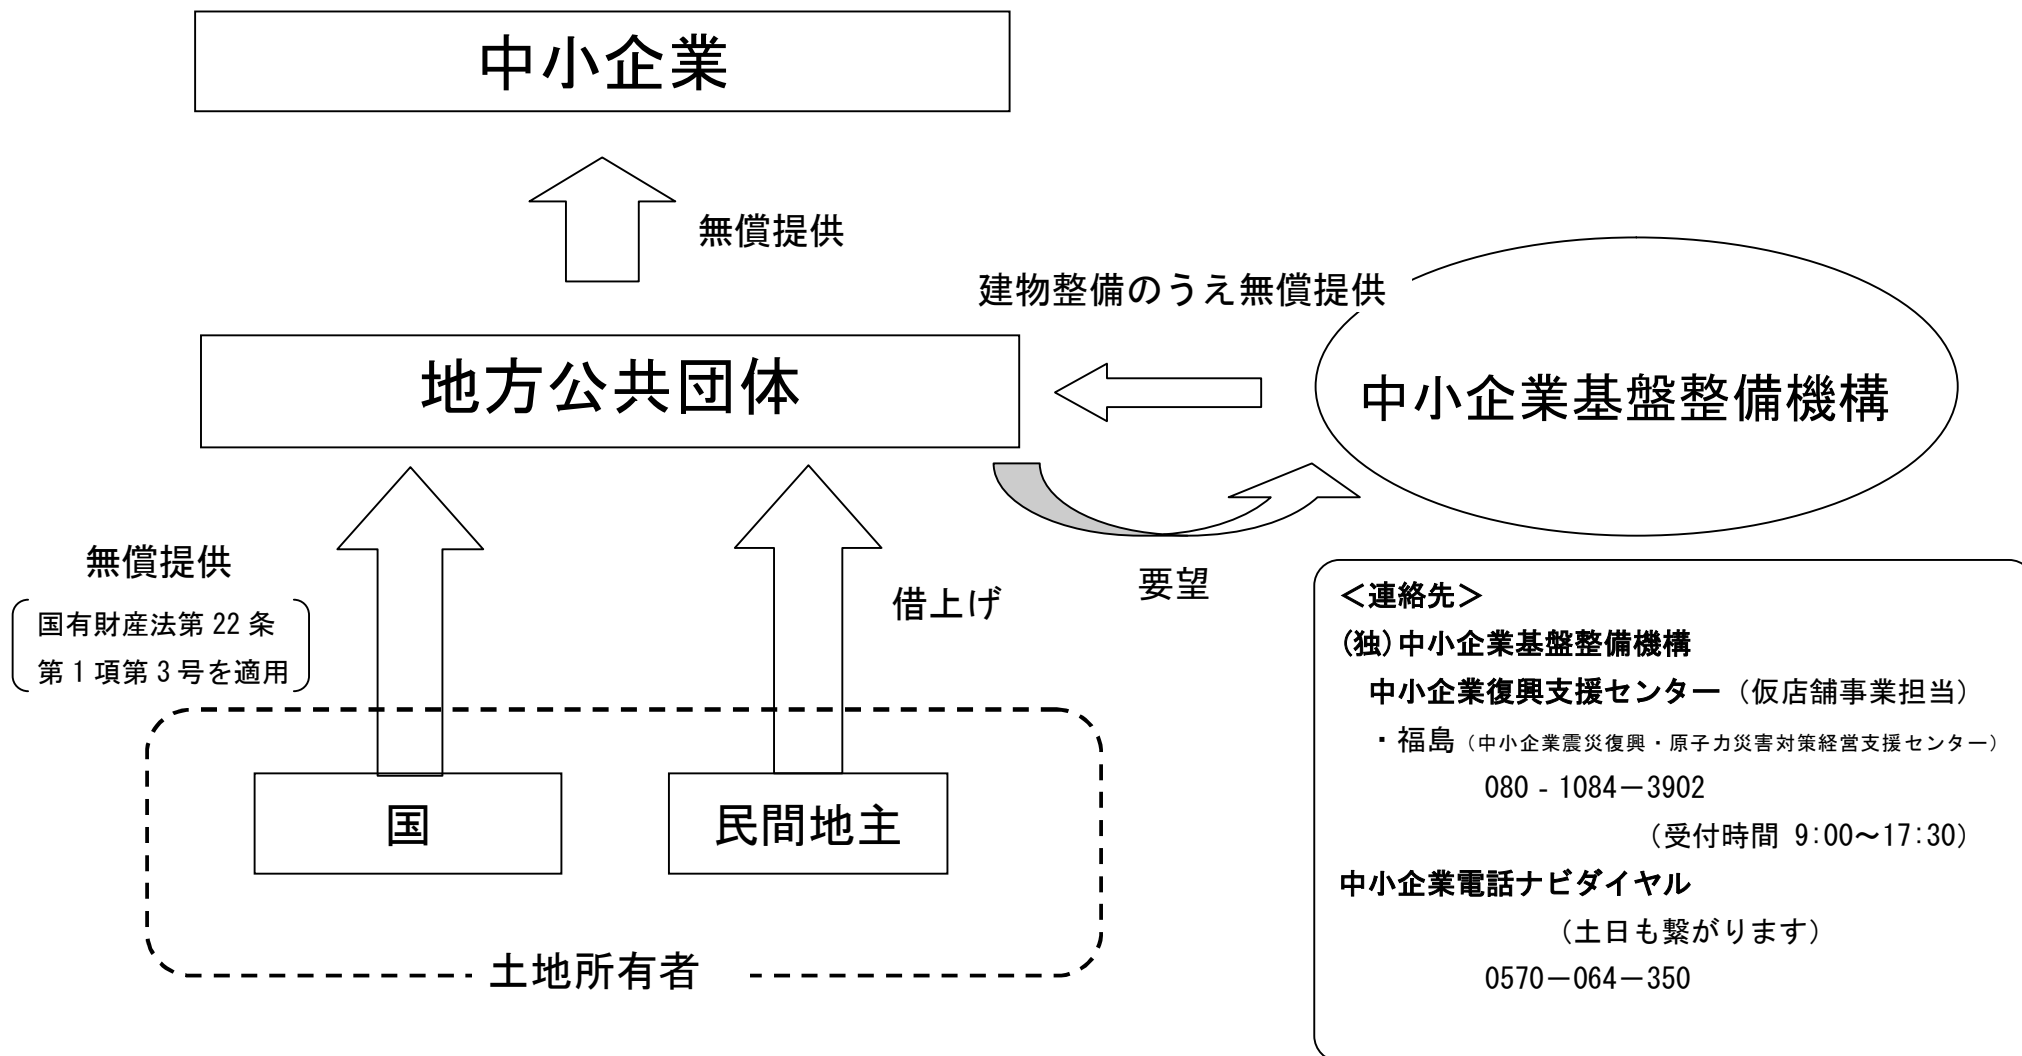 中小企業
無償提供
建物整備のうえ無償提供
地方公共団体
中小企業基盤整備機構
無償提供
国有財産法第 22 条
第 1 項第 3 号を適用
借上げ
要望
国
民間地主
土地所有者
＜連絡先＞
(独)中小企業基盤整備機構
中小企業復興支援センター（仮店舗事業担当）
・福島（中小企業震災復興・原子力災害対策経営支援センター）
080 - 1084－3902
（受付時間 9:00～17:30）
中小企業電話ナビダイヤル
（土日も繋がります）
0570－064－350